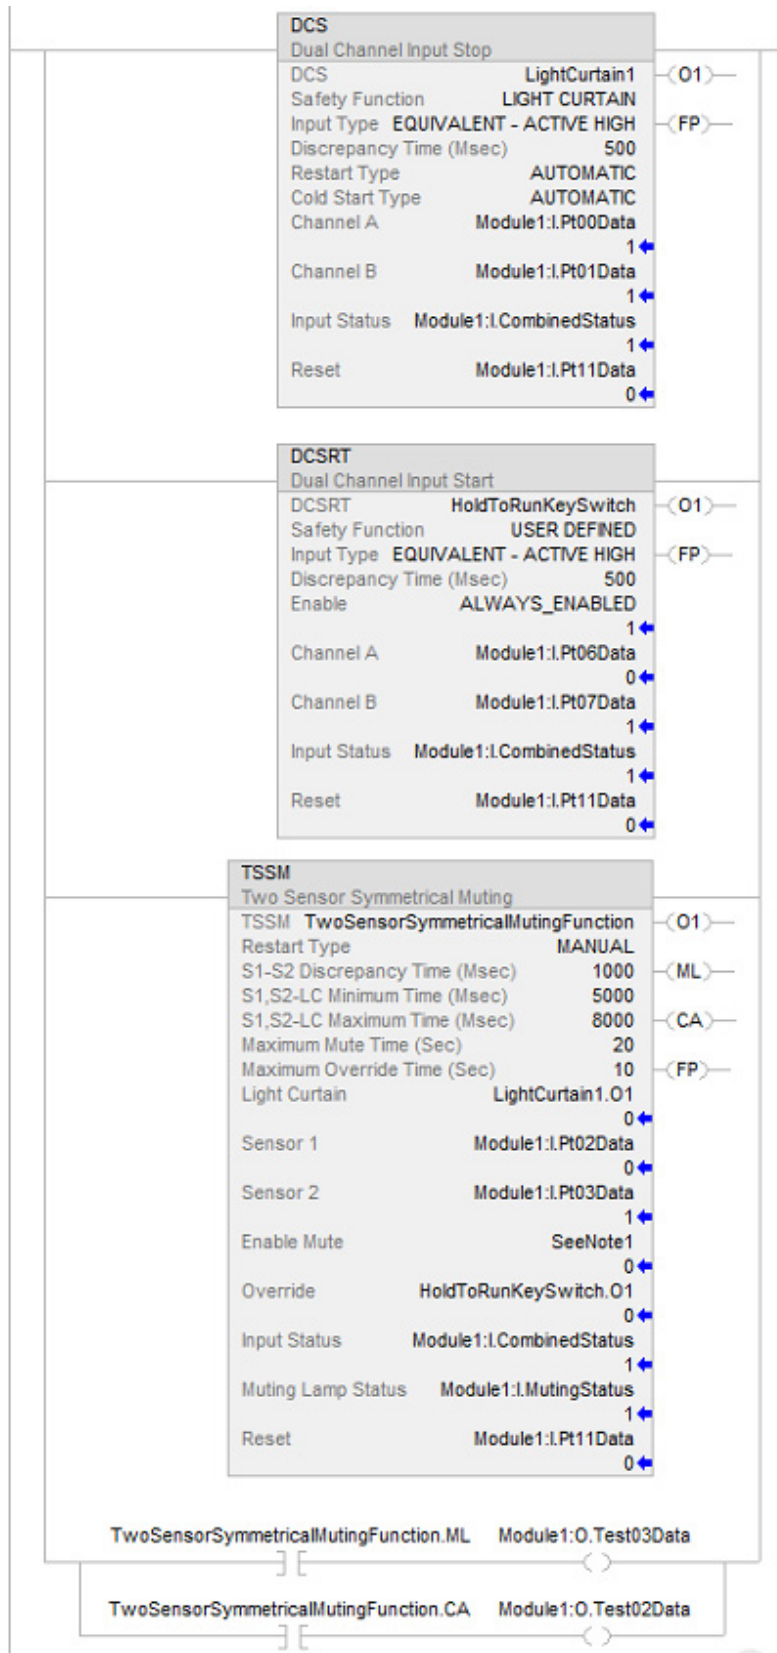 DCS
Dual Channel Input Stop
DCS LightCurtain1 (O1)
Safety Function LIGHT CURTAIN
Input Type EQUIVALENT - ACTIVE HIGH (FP)
Discrepancy Time (Msec) 500
Restart Type AUTOMATIC
Cold Start Type AUTOMATIC
Channel A Module1:I.Pt00Data
1
Channel B Module1:I.Pt01Data
1
Input Status Module1:I.CombinedStatus
1
Reset Module1:I.Pt11Data
0
DCSRT
Dual Channel Input Start
DCSRT HoldToRunKeySwitch (O1)
Safety Function USER DEFINED
Input Type EQUIVALENT - ACTIVE HIGH (FP)
Discrepancy Time (Msec) 500
Enable ALWAYS_ENABLED
1
Channel A Module1:I.Pt06Data
0
Channel B Module1:I.Pt07Data
1
Input Status Module1:I.CombinedStatus
1
Reset Module1:I.Pt11Data
0
TSSM
Two Sensor Symmetrical Muting
TSSM TwoSensorSymmetricalMutingFunction (O1)
Restart Type MANUAL
S1-S2 Discrepancy Time (Msec) 1000 (ML)
S1,S2-LC Minimum Time (Msec) 5000
S1,S2-LC Maximum Time (Msec) 8000 (CA)
Maximum Mute Time (Sec) 20
Maximum Override Time (Sec) 10 (FP)
Light Curtain LightCurtain1.O1
0
Sensor 1 Module1:I.Pt02Data
0
Sensor 2 Module1:I.Pt03Data
1
Enable Mute SeeNote1
0
Override HoldToRunKeySwitch.O1
0
Input Status Module1:I.CombinedStatus
1
Muting Lamp Status Module1:I.MutingStatus
1
Reset Module1:I.Pt11Data
0
TwoSensorSymmetricalMutingFunction.ML Module1:O.Test03Data
TwoSensorSymmetricalMutingFunction.CA Module1:O.Test02Data